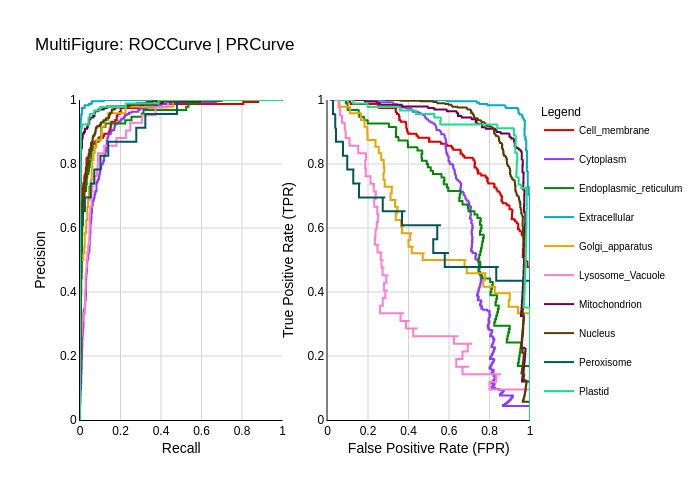 MultiFigure: ROCCurve | PRCurve
Precision
1
0.8
0.6
0.4
0.2
0
0 0.2 0.4 0.6 0.8 1
Recall
True Positive Rate (TPR)
1
0.8
0.6
0.4
0.2
0
0 0.2 0.4 0.6 0.8 1
False Positive Rate (FPR)
Legend
Cell_membrane
Cytoplasm
Endoplasmic_reticulum
Extracellular
Golgi_apparatus
Lysosome_Vacuole
Mitochondrion
Nucleus
Peroxisome
Plastid